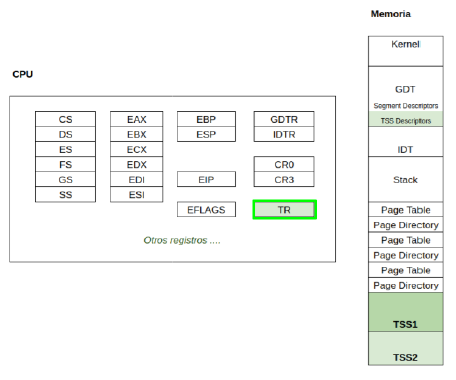 Memoria
Kernel
GDT
Segment Descriptors
TSS Descriptors
IDT
Stack
Page Table
Page Directory
Page Table
Page Directory
Page Table
Page Directory
TSS1
TSS2
CPU
CS
DS
ES
FS
GS
SS
EAX
EBX
ECX
EDX
EDI
ESI
EBP
ESP
EIP
EFLAGS
GDTR
IDTR
CR0
CR3
TR
Otros registros ....